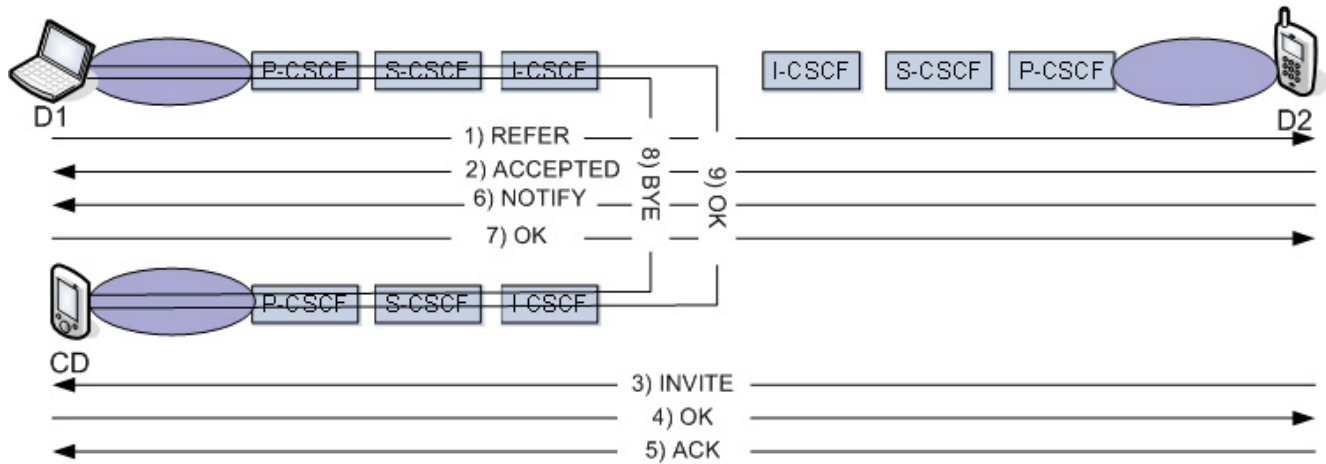 P-CSCF S-CSCF I-CSCF I-CSCF S-CSCF P-CSCF
D1 D2
1) REFER
2) ACCEPTED
6) NOTIFY
7) OK
8) BYE
9) OK
P-CSCF S-CSCF I-CSCF
CD
3) INVITE
4) OK
5) ACK